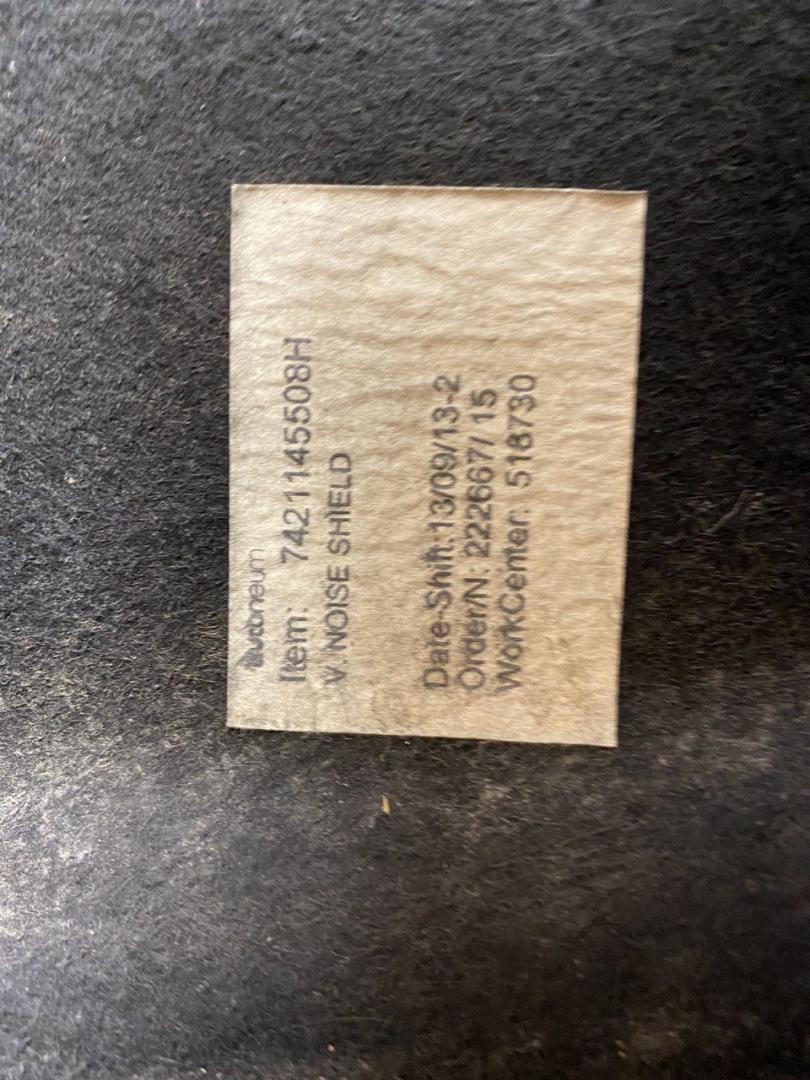 autoneum
Item: 7421145508H
V. NOISE SHIELD
Date-Shift:13/09/13-2
Order/N: 222667/ 15
WorkCenter: 518730